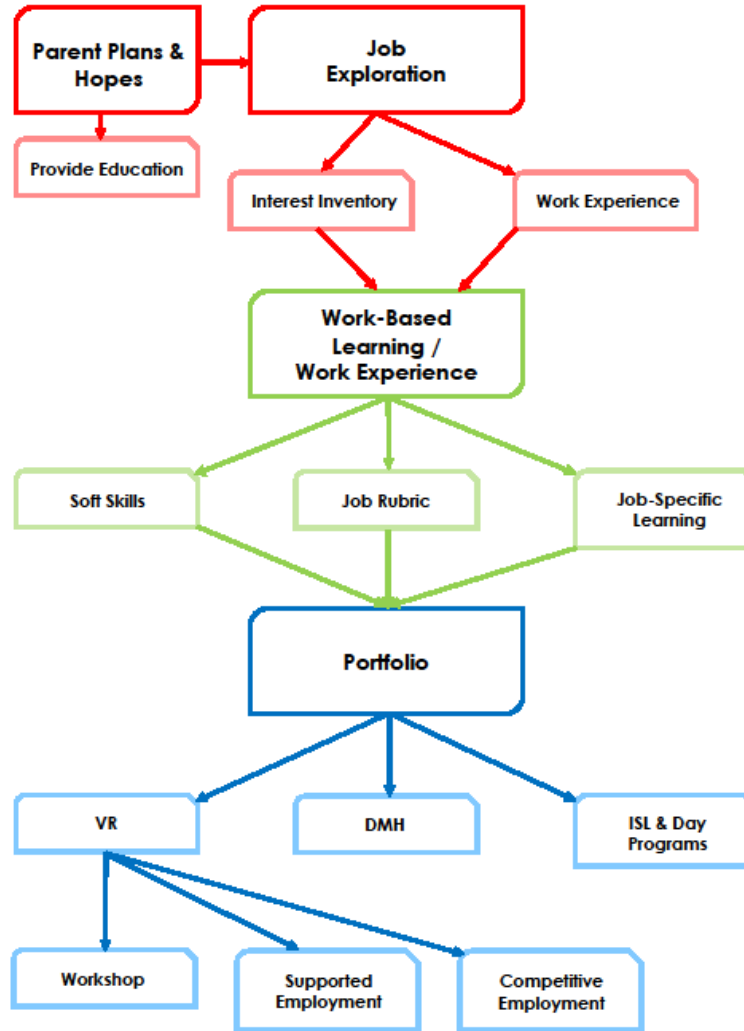 Parent Plans &
Hopes
Job
Exploration
Provide Education
Interest Inventory
Work Experience
Work-Based
Learning /
Work Experience
Soft Skills
Job Rubric
Job-Specific
Learning
Portfolio
VR
DMH
ISL & Day
Programs
Workshop
Supported
Employment
Competitive
Employment